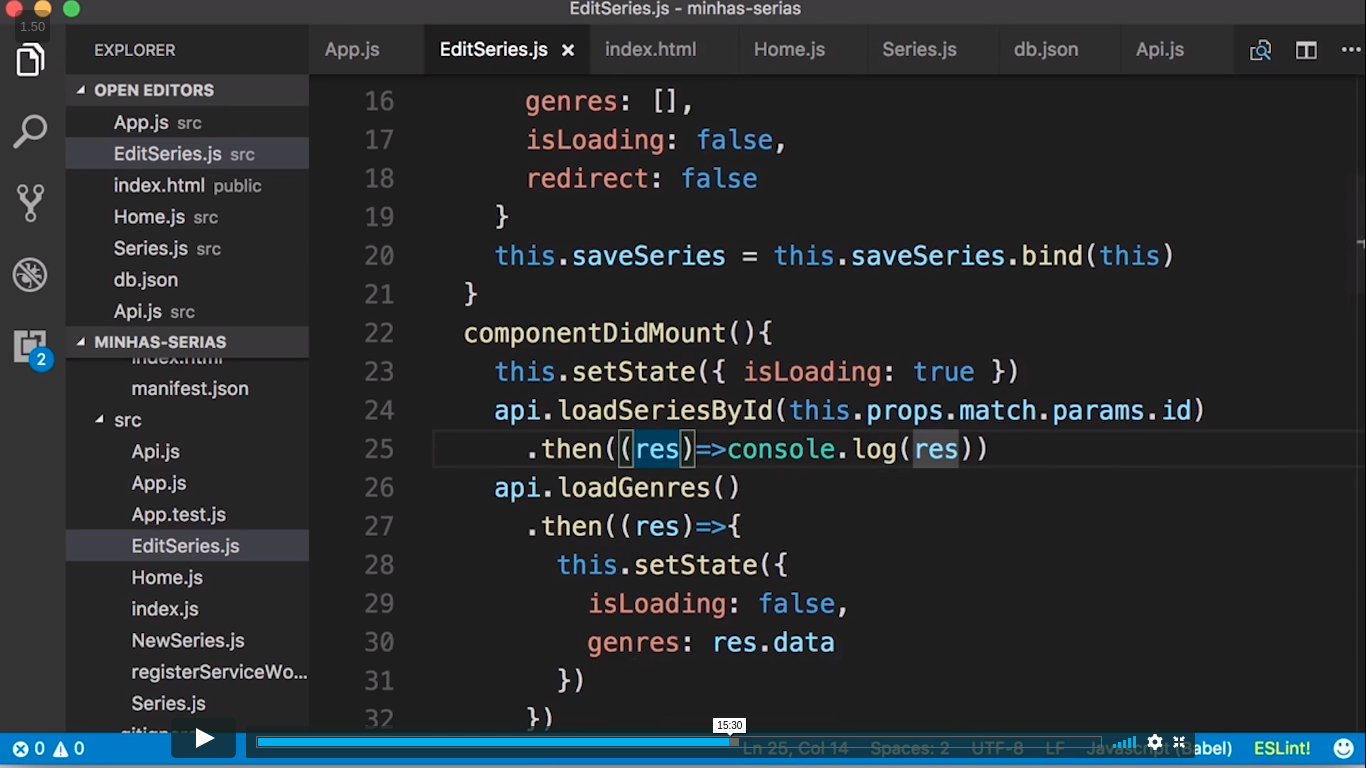 EditSeries.js - minhas-serias
1.50
EXPLORER
OPEN EDITORS
App.js src
EditSeries.js src
index.html public
Home.js src
Series.js src
db.json
Api.js src
MINHAS-SERIAS
index.html
manifest.json
src
Api.js
App.js
App.test.js
EditSeries.js
Home.js
index.js
NewSeries.js
registerServiceWo...
Series.js
2
App.js EditSeries.js × index.html Home.js Series.js db.json Api.js
16 genres: [],
17 isLoading: false,
18 redirect: false
19 }
20 this.saveSeries = this.saveSeries.bind(this)
21 }
22 componentDidMount(){
23 this.setState({ isLoading: true })
24 api.loadSeriesById(this.props.match.params.id)
25 .then((res)=>console.log(res))
26 api.loadGenres()
27 .then((res)=>{
28 this.setState({
29 isLoading: false,
30 genres: res.data
31 })
32 })
15:30
0 0 Ln 25, Col 14 Spaces: 2 UTF-8 LF Javascript (Babel) ESLint!